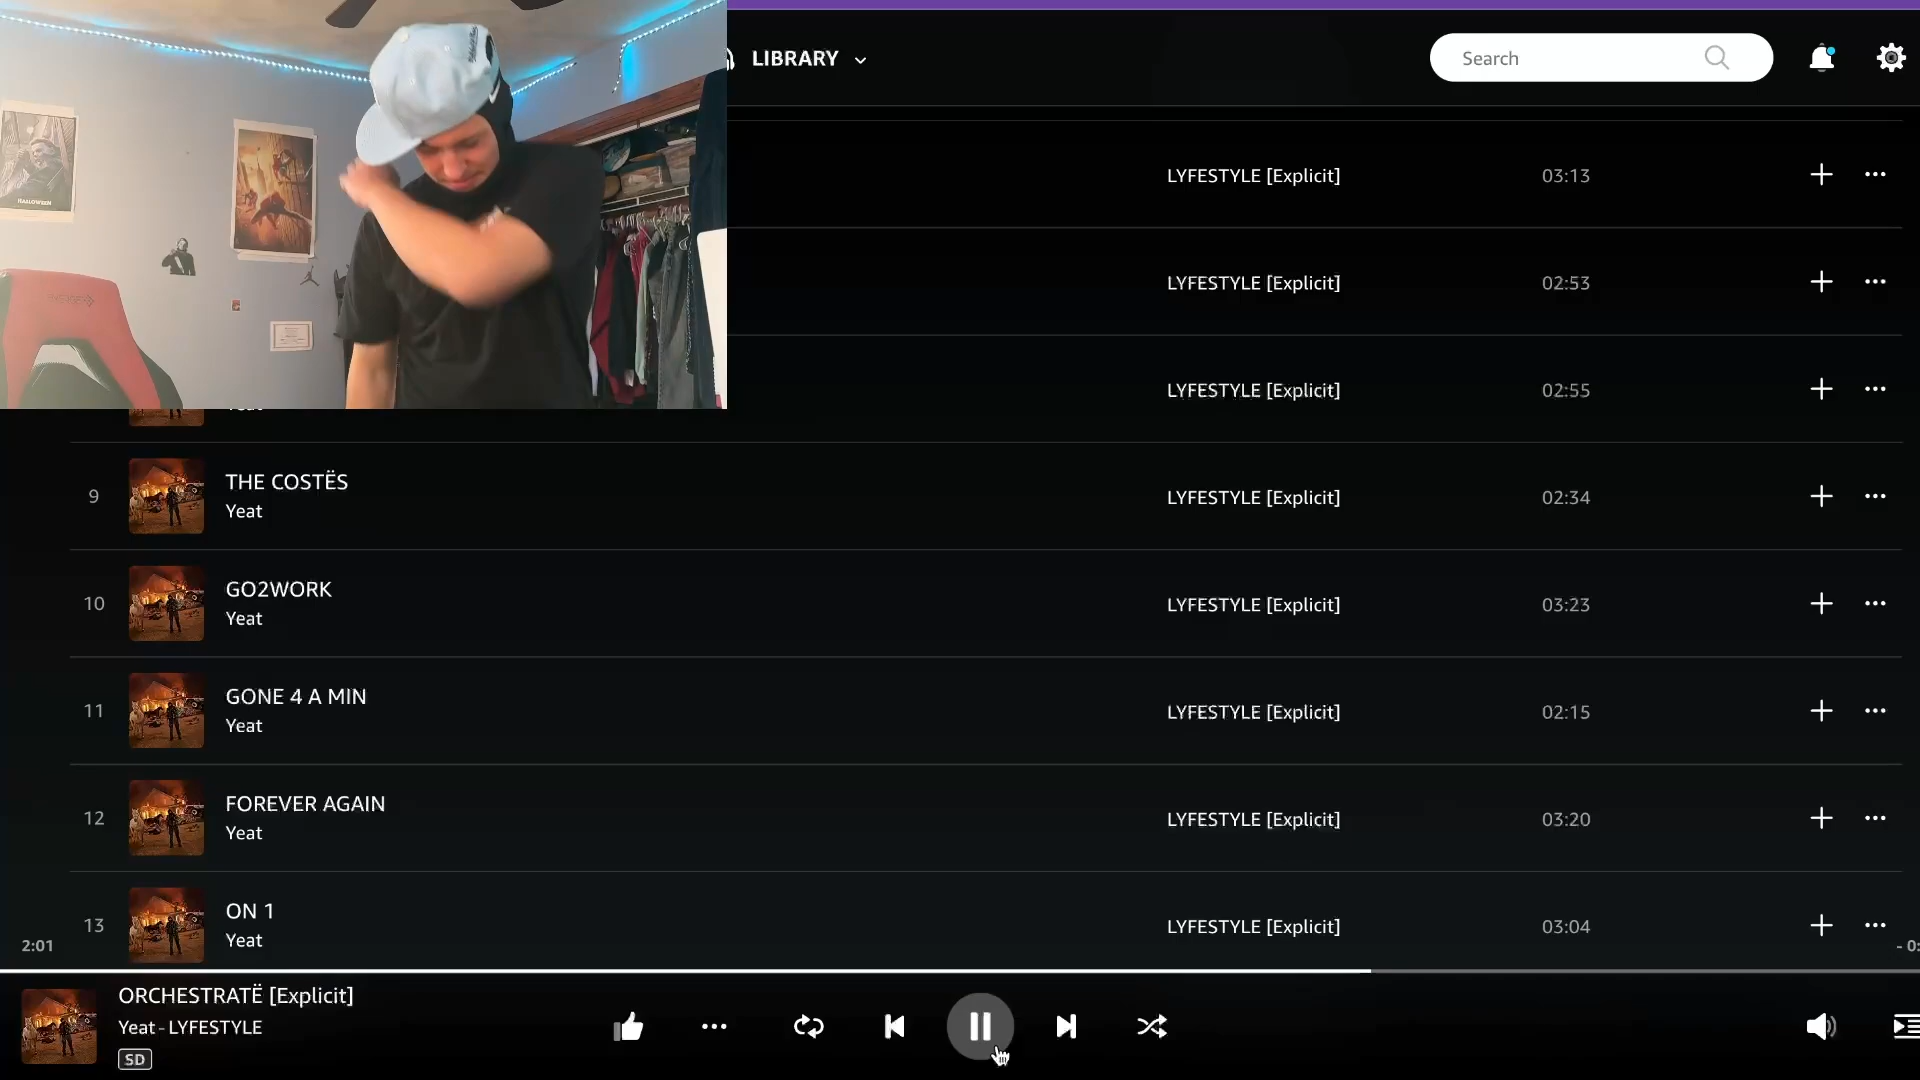 LIBRARY
Search
HALLOWEEN
LYFESTYLE [Explicit]
03:13
LYFESTYLE [Explicit]
02:53
Yeat
LYFESTYLE [Explicit]
02:55
9
THE COSTËS
Yeat
LYFESTYLE [Explicit]
02:34
10
GO2WORK
Yeat
LYFESTYLE [Explicit]
03:23
11
GONE 4 A MIN
Yeat
LYFESTYLE [Explicit]
02:15
12
FOREVER AGAIN
Yeat
LYFESTYLE [Explicit]
03:20
13
ON 1
Yeat
LYFESTYLE [Explicit]
03:04
2:01
- 0:
ORCHESTRATË [Explicit]
Yeat - LYFESTYLE
SD